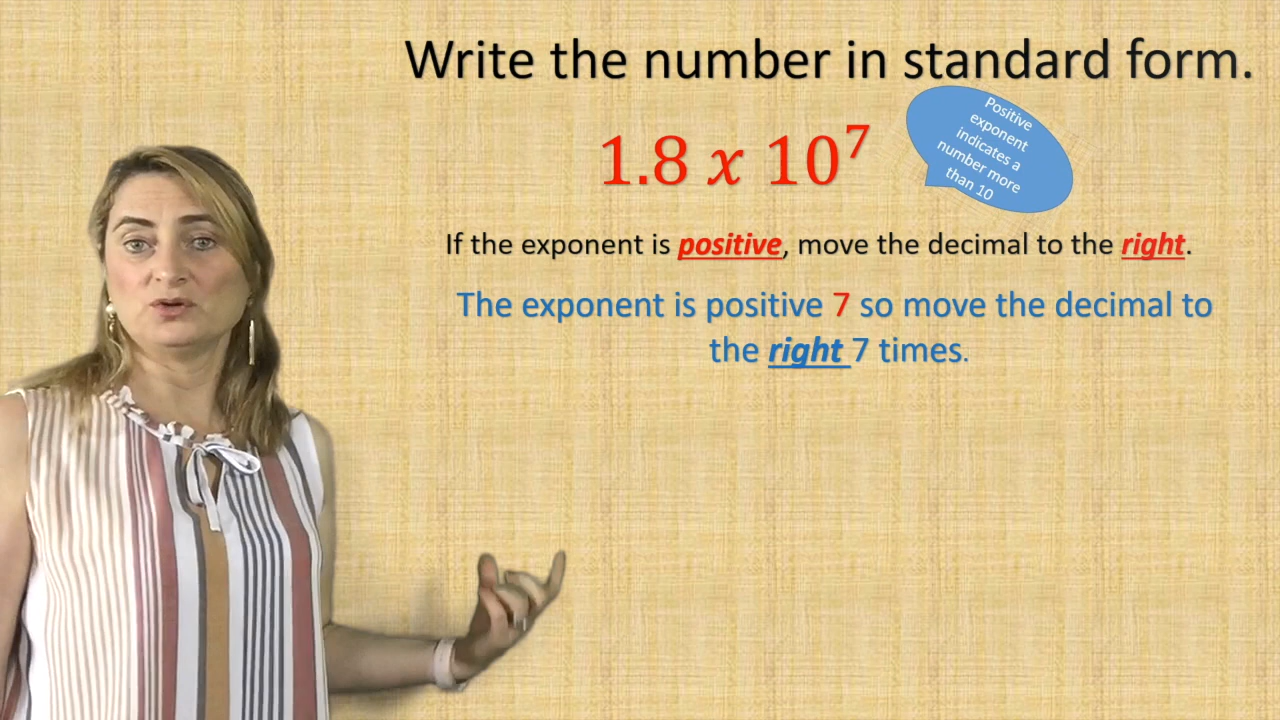 Write the number in standard form.
1.8 x 10⁷
Positive
exponent
indicates a
number more
than 10
If the exponent is positive, move the decimal to the right.
The exponent is positive 7 so move the decimal to
the right 7 times.